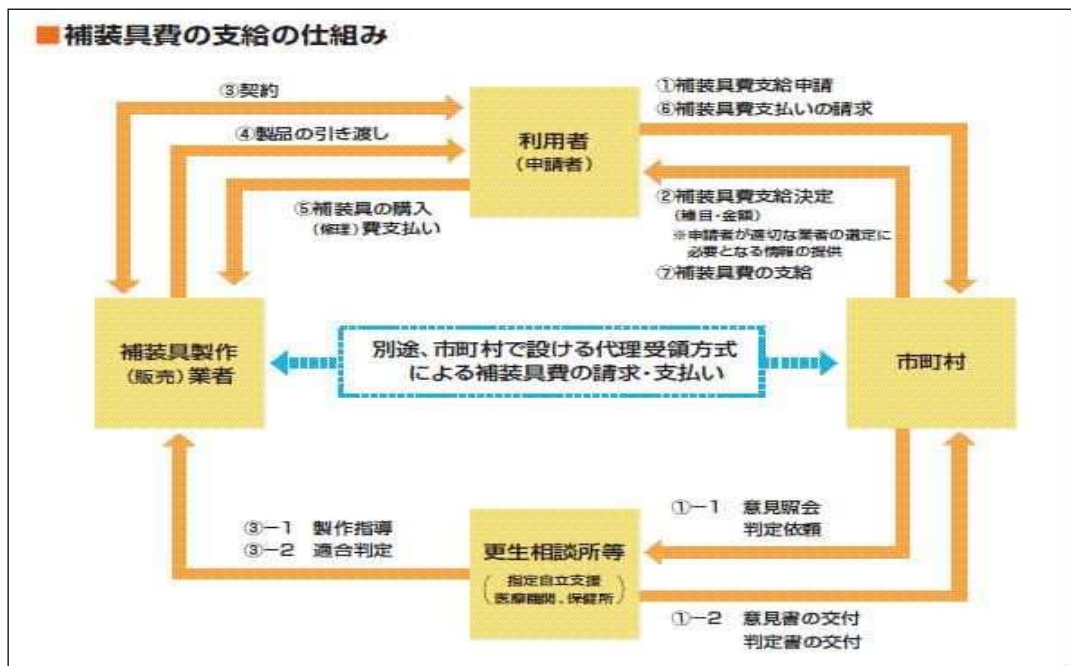 ■補装具費の支給の仕組み
③契約
④製品の引き渡し
⑤補装具の購入
(修理)費支払い
利用者
(申請者)
①補装具費支給申請
⑥補装具費支払いの請求
②補装具費支給決定
(種目・金額)
※申請者が適切な業者の選定に
必要となる情報の提供
⑦補装具費の支給
補装具製作
(販売)業者
別途、市町村で設ける代理受領方式
による補装具費の請求・支払い
市町村
③-1 製作指導
③-2 適合判定
更生相談所等
(指定自立支援
医療機関、保健所)
①-1 意見照会
判定依頼
①-2 意見書の交付
判定書の交付